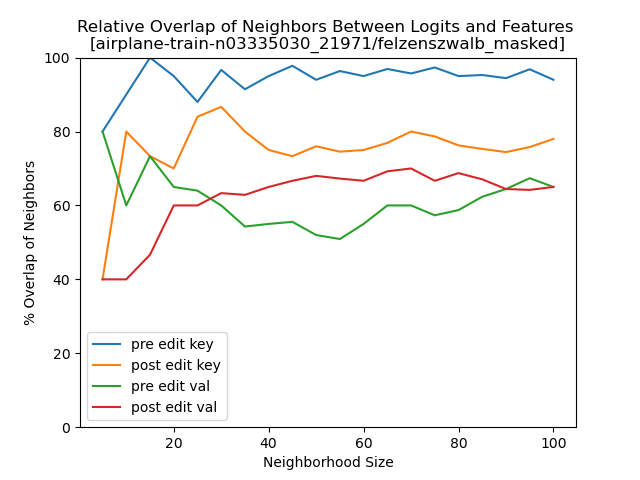 Relative Overlap of Neighbors Between Logits and Features
[airplane-train-n03335030_21971/felzenszwalb_masked]
% Overlap of Neighbors
100
80
60
40
20
0
pre edit key
post edit key
pre edit val
post edit val
20 40 60 80 100
Neighborhood Size